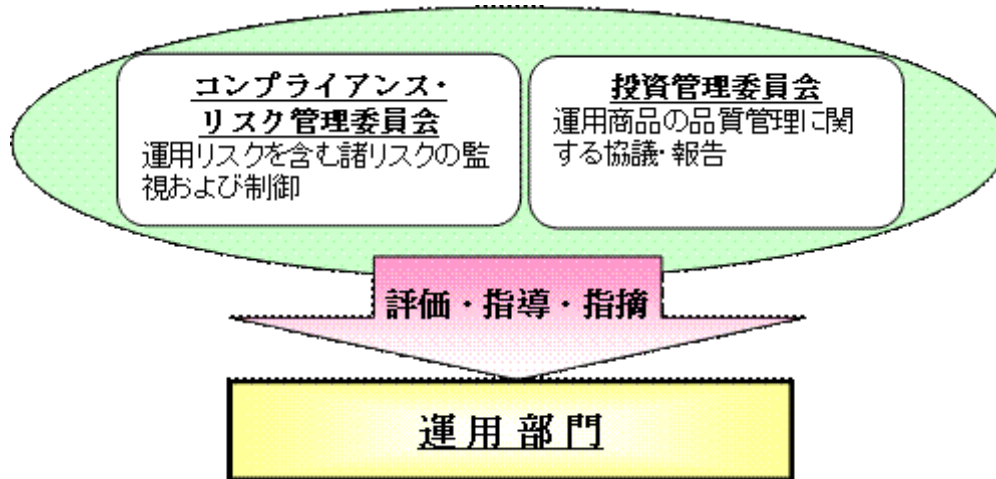 コンプライアンス・
リスク管理委員会
運用リスクを含む諸リスクの監
視および制御
投資管理委員会
運用商品の品質管理に関
する協議・報告
評価・指導・指摘
運用部門